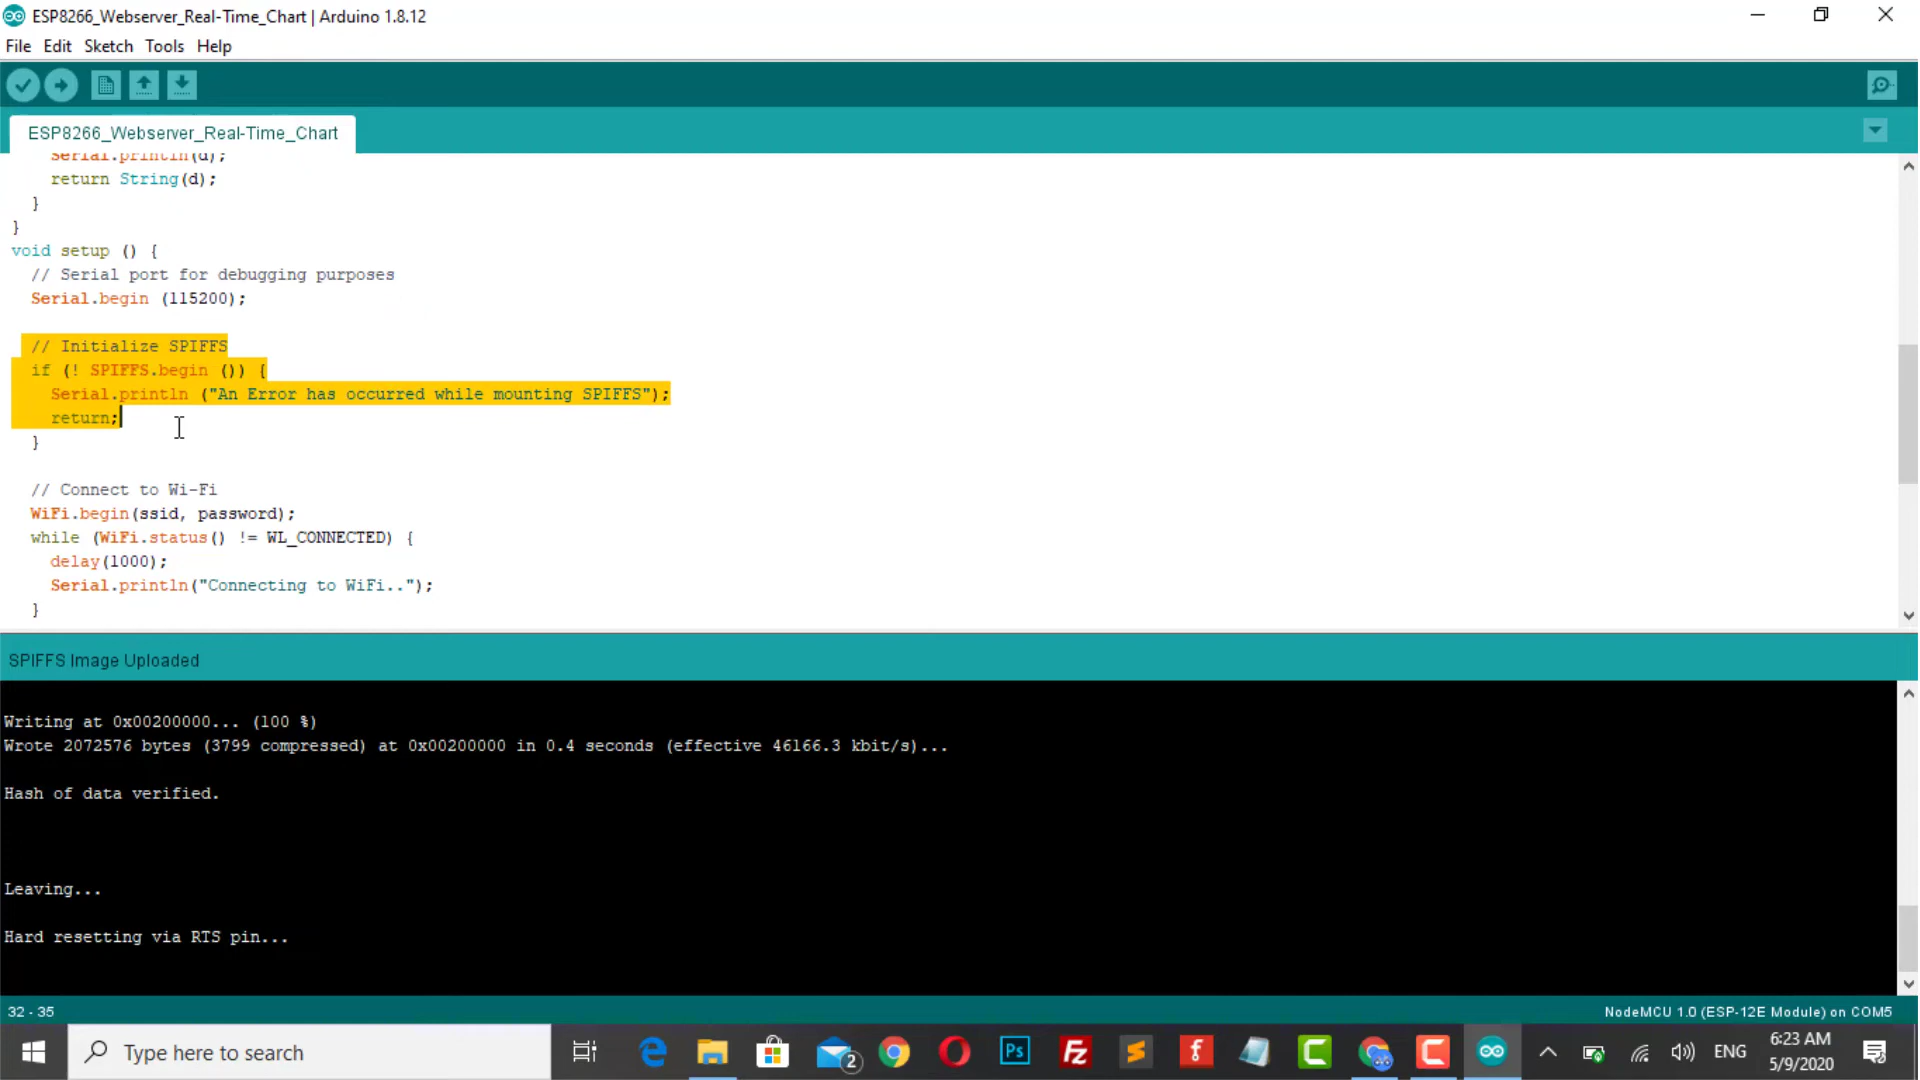 ESP8266_Webserver_Real-Time_Chart | Arduino 1.8.12
File Edit Sketch Tools Help
ESP8266_Webserver_Real-Time_Chart
Serial.println(d);
return String(d);
}
}
void setup () {
// Serial port for debugging purposes
Serial.begin (115200);
// Initialize SPIFFS
if (! SPIFFS.begin ()) {
Serial.println ("An Error has occurred while mounting SPIFFS");
return;
}
// Connect to Wi-Fi
WiFi.begin(ssid, password);
while (WiFi.status() != WL_CONNECTED) {
delay(1000);
Serial.println("Connecting to WiFi..");
}
SPIFFS Image Uploaded
Writing at 0x00200000... (100 %)
Wrote 2072576 bytes (3799 compressed) at 0x00200000 in 0.4 seconds (effective 46166.3 kbit/s)...
Hash of data verified.
Leaving...
Hard resetting via RTS pin...
32 - 35
NodeMCU 1.0 (ESP-12E Module) on COM5
Type here to search
2
Ps
Fz
ENG
6:23 AM
5/9/2020